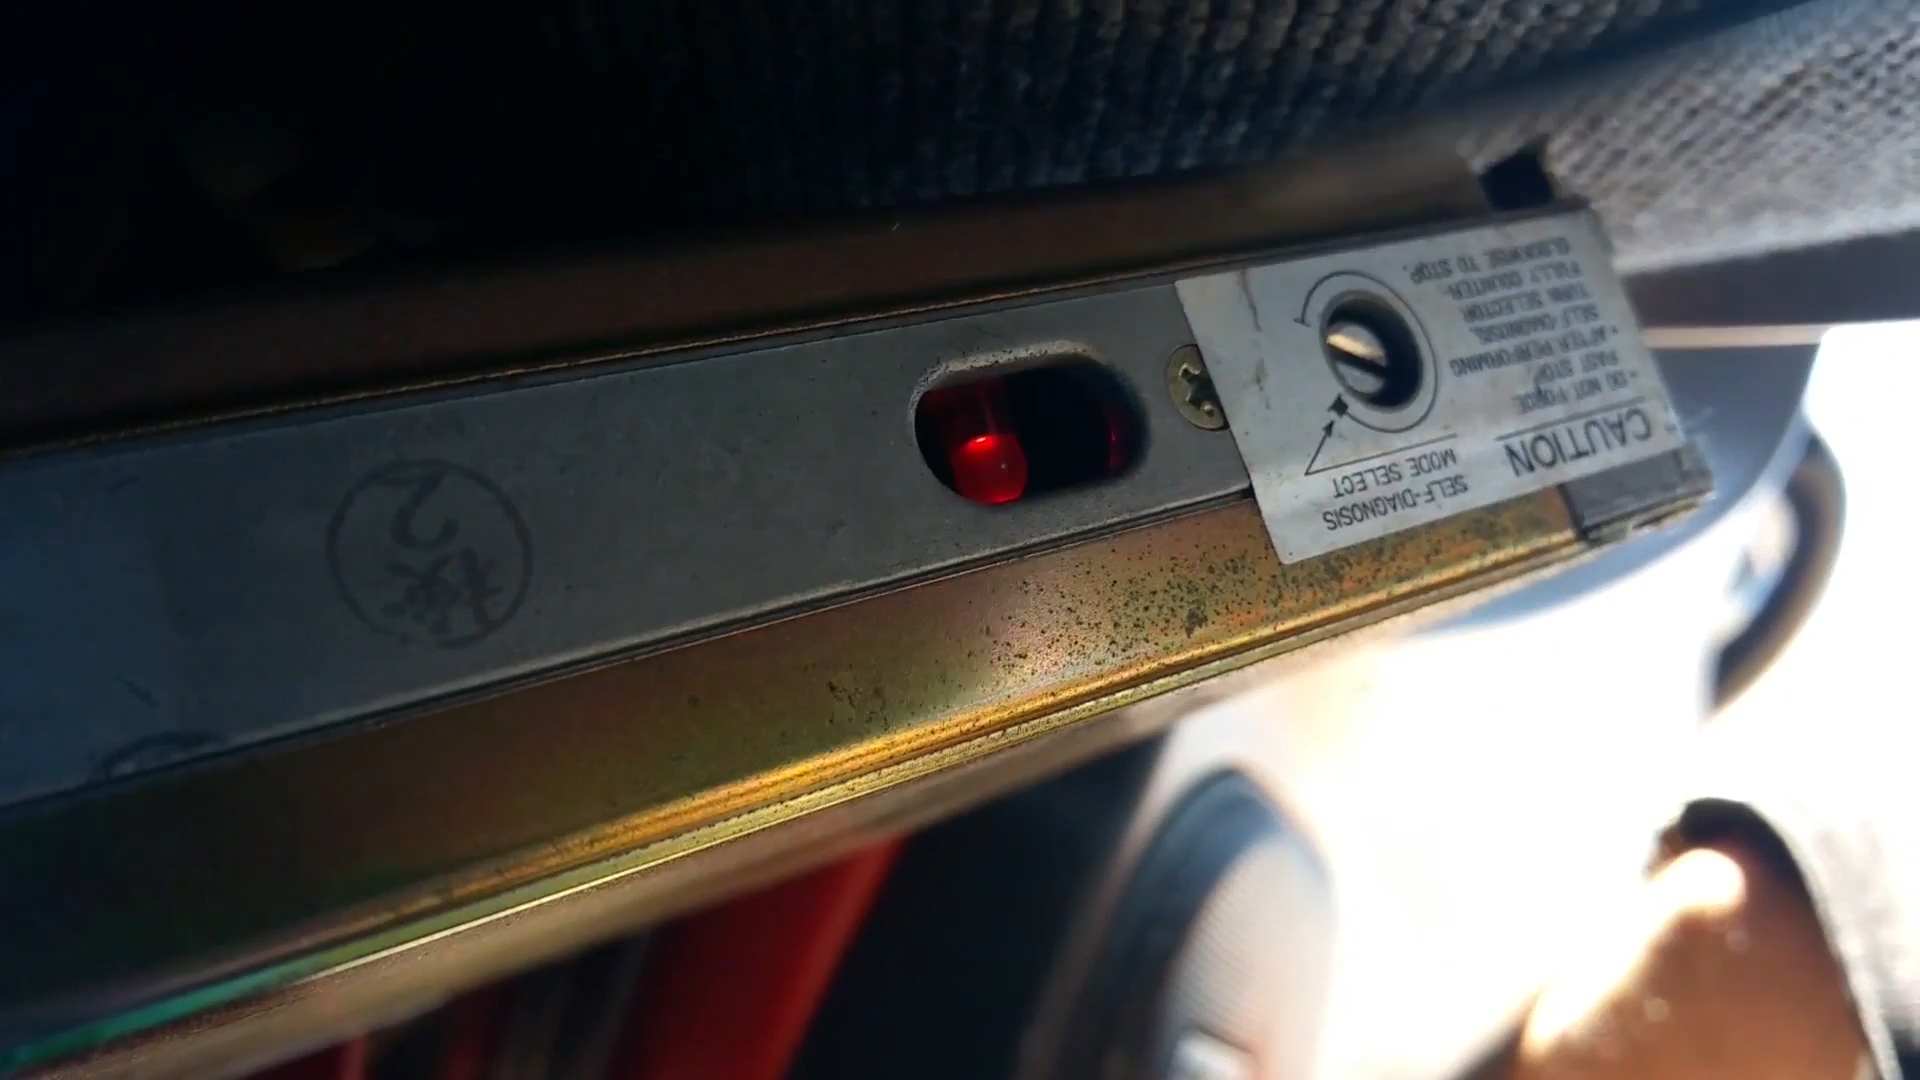 CAUTION
• DO NOT FORCE
PAST STOP.
• AFTER PERFORMING
SELF-DIAGNOSIS,
TURN SELECTOR
FULLY COUNTER-
CLOCKWISE TO STOP.
SELF-DIAGNOSIS
MODE SELECT